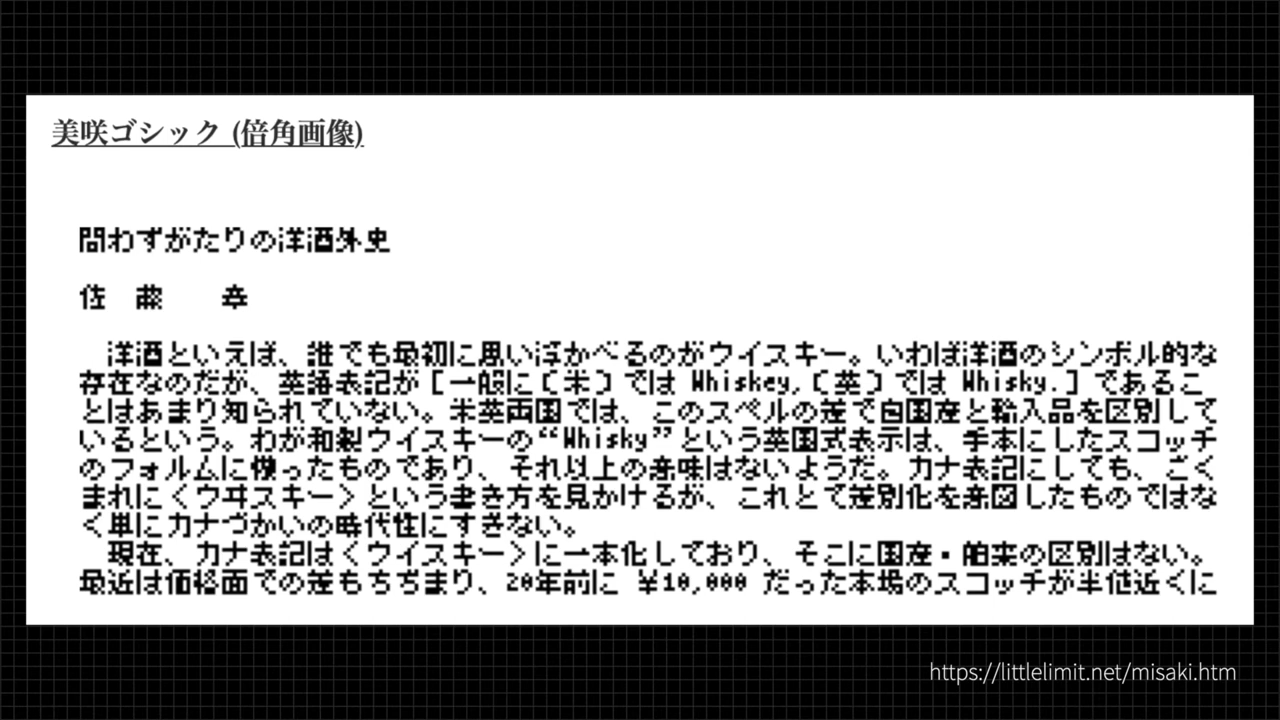 美咲ゴシック (倍角画像)
問わずがたりの洋酒外史
佐　藤　　章
　洋酒といえば、誰でも最初に思い浮かべるのがウイスキー。いわば洋酒のシンボル的な
存在なのだが、英語表記が［一般に〔米〕では Whiskey,〔英〕では Whisky.］であるこ
とはあまり知られていない。米英両国では、このスペルの差で自国産と輸入品を区別して
いるという。わが和製ウイスキーの“Whisky”という英国式表示は、手本にしたスコッチ
のフォルムに倣ったものであり、それ以上の意味はないようだ。カナ表記にしても、ごく
まれに＜ウヰスキー＞という書き方を見かけるが、これとて差別化を意図したものではな
く単にカナづかいの時代性にすぎない。
　現在、カナ表記は＜ウイスキー＞に一本化しており、そこに国産・舶来の区別はない。
最近は価格面での差もちぢまり、20年前に ¥10,000 だった本場のスコッチが半値近くに
https://littlelimit.net/misaki.htm